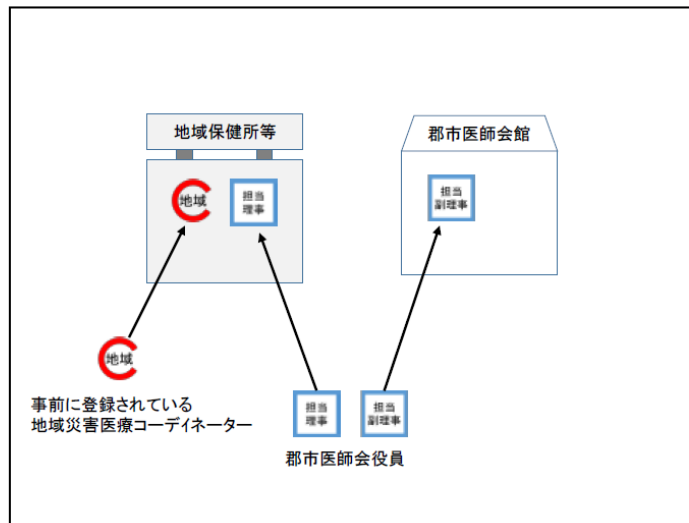 地域保健所等
郡市医師会館
地域
担当
理事
担当
副理事
地域
事前に登録されている
地域災害医療コーディネーター
担当
理事
担当
副理事
郡市医師会役員